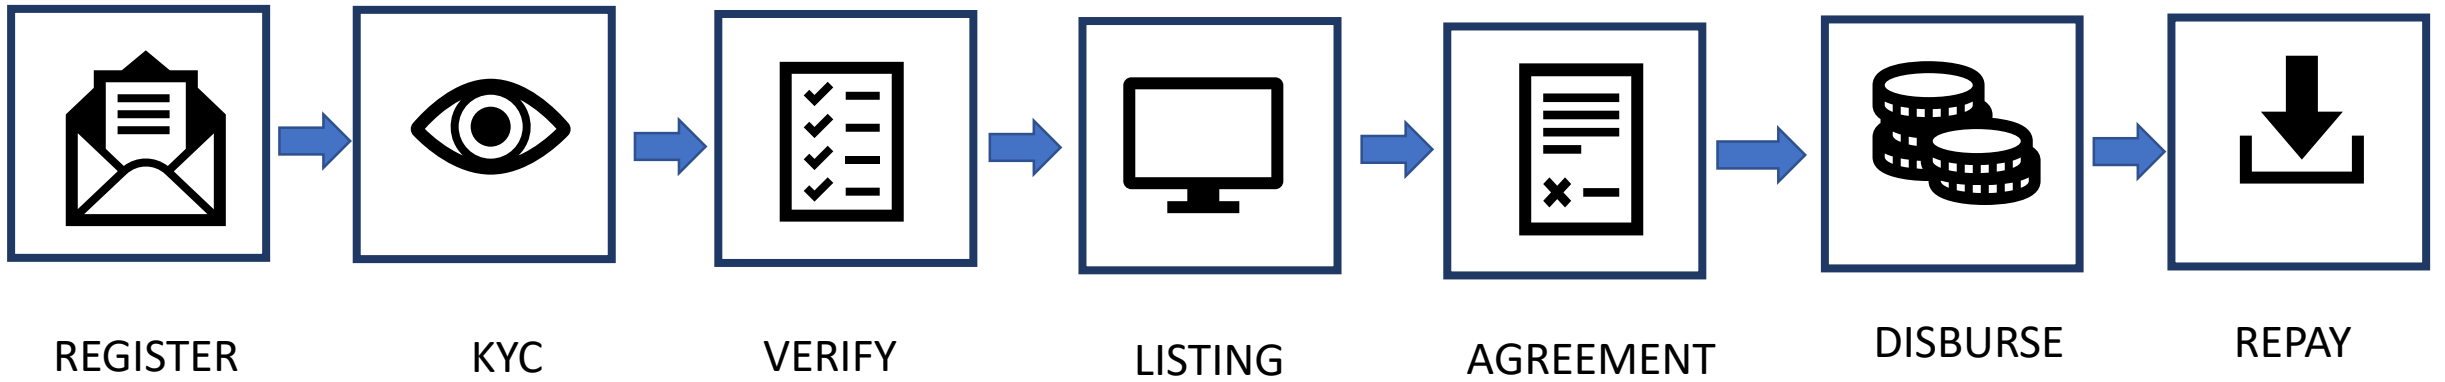 REGISTER
KYC
VERIFY
LISTING
AGREEMENT
DISBURSE
REPAY